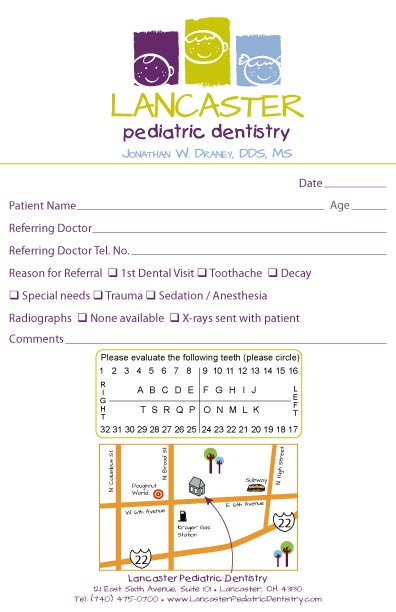 LANCASTER
pediatric dentistry
JONATHAN W. DRANEY, DDS, MS
Date
Patient Name Age
Referring Doctor
Referring Doctor Tel. No.
Reason for Referral ❑ 1st Dental Visit ❑ Toothache ❑ Decay
❑ Special needs ❑ Trauma ❑ Sedation / Anesthesia
Radiographs ❑ None available ❑ X-rays sent with patient
Comments
Please evaluate the following teeth (please circle)
1 2 3 4 5 6 7 8 9 10 11 12 13 14 15 16
RIGHT
A B C D E F G H I J
LEFT
T S R Q P O N M L K
32 31 30 29 28 27 26 25 24 23 22 21 20 19 18 17
N. Columbus St
N. Broad St
N. High Street
Doughnut
World
Subway
W. 6th Avenue
E. 6th Avenue
Kroger Gas
Station
22
22
Lancaster Pediatric Dentistry
121 East Sixth Avenue, Suite 101 • Lancaster, OH 43130
Tel: (740) 475-0700 • www.LancasterPediatricDentistry.com